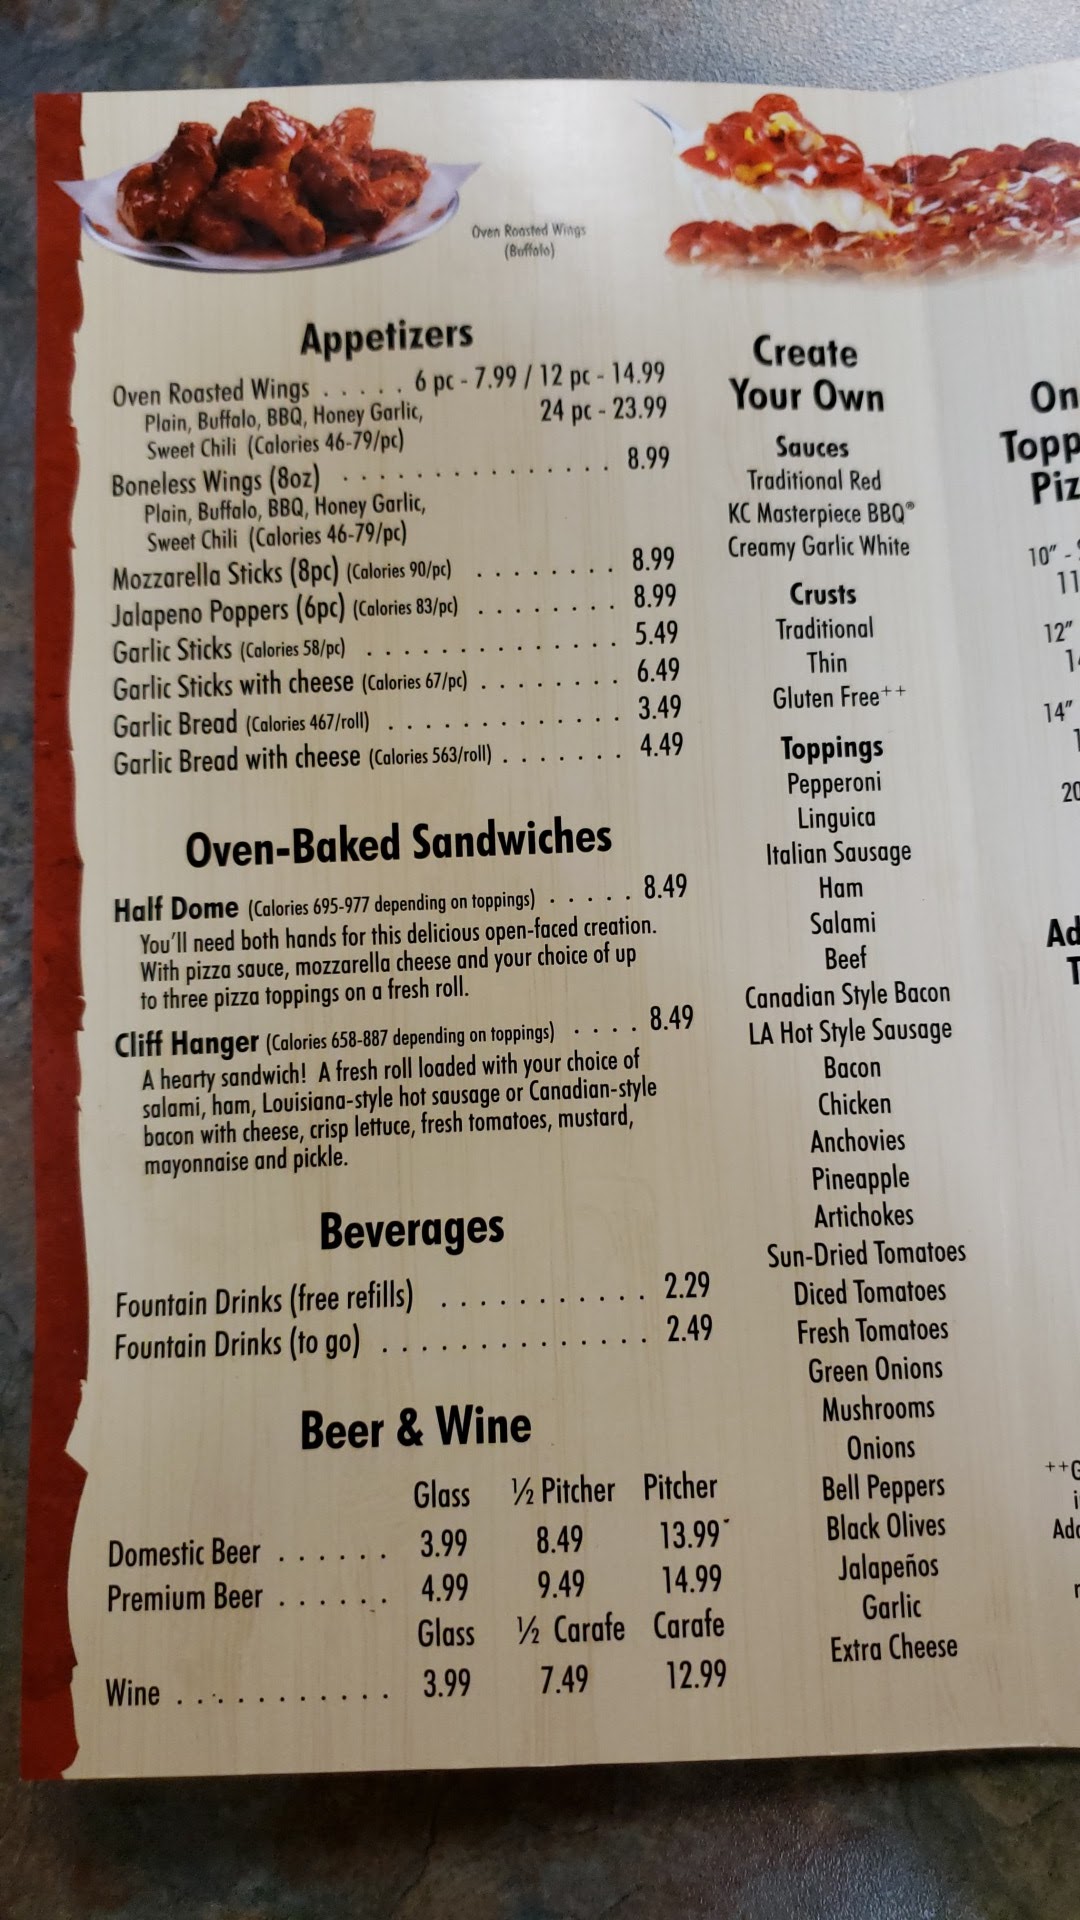 Oven Roasted Wings
(Buffalo)
Appetizers
Oven Roasted Wings . . . . . 6 pc - 7.99 / 12 pc - 14.99
Plain, Buffalo, BBQ, Honey Garlic, 24 pc - 23.99
Sweet Chili (Calories 46-79/pc)
Boneless Wings (8oz) . . . . . . . . . . . . . . 8.99
Plain, Buffalo, BBQ, Honey Garlic,
Sweet Chili (Calories 46-79/pc)
Mozzarella Sticks (8pc) (Calories 90/pc) . . . . . . . . 8.99
Jalapeno Poppers (6pc) (Calories 83/pc) . . . . . . . . 8.99
Garlic Sticks (Calories 58/pc) . . . . . . . . . . . . . 5.49
Garlic Sticks with cheese (Calories 67/pc) . . . . . . . . 6.49
Garlic Bread (Calories 467/roll) . . . . . . . . . . . . 3.49
Garlic Bread with cheese (Calories 563/roll) . . . . . . . 4.49
Oven-Baked Sandwiches
Half Dome (Calories 695-977 depending on toppings) . . . . . 8.49
You'll need both hands for this delicious open-faced creation.
With pizza sauce, mozzarella cheese and your choice of up
to three pizza toppings on a fresh roll.
Cliff Hanger (Calories 658-887 depending on toppings) . . . . 8.49
A hearty sandwich! A fresh roll loaded with your choice of
salami, ham, Louisiana-style hot sausage or Canadian-style
bacon with cheese, crisp lettuce, fresh tomatoes, mustard,
mayonnaise and pickle.
Beverages
Fountain Drinks (free refills) . . . . . . . . . . . 2.29
Fountain Drinks (to go) . . . . . . . . . . . . . 2.49
Beer & Wine
Glass ½ Pitcher Pitcher
Domestic Beer . . . . . . 3.99 8.49 13.99
Premium Beer . . . . . . 4.99 9.49 14.99
Glass ½ Carafe Carafe
Wine . . . . . . . . . . . 3.99 7.49 12.99
Create
Your Own
Sauces
Traditional Red
KC Masterpiece BBQ®
Creamy Garlic White
Crusts
Traditional
Thin
Gluten Free++
Toppings
Pepperoni
Linguica
Italian Sausage
Ham
Salami
Beef
Canadian Style Bacon
LA Hot Style Sausage
Bacon
Chicken
Anchovies
Pineapple
Artichokes
Sun-Dried Tomatoes
Diced Tomatoes
Fresh Tomatoes
Green Onions
Mushrooms
Onions
Bell Peppers
Black Olives
Jalapeños
Garlic
Extra Cheese
On
Topp
Piz
10" -
11
12"
14"
20
Ad
T
++G